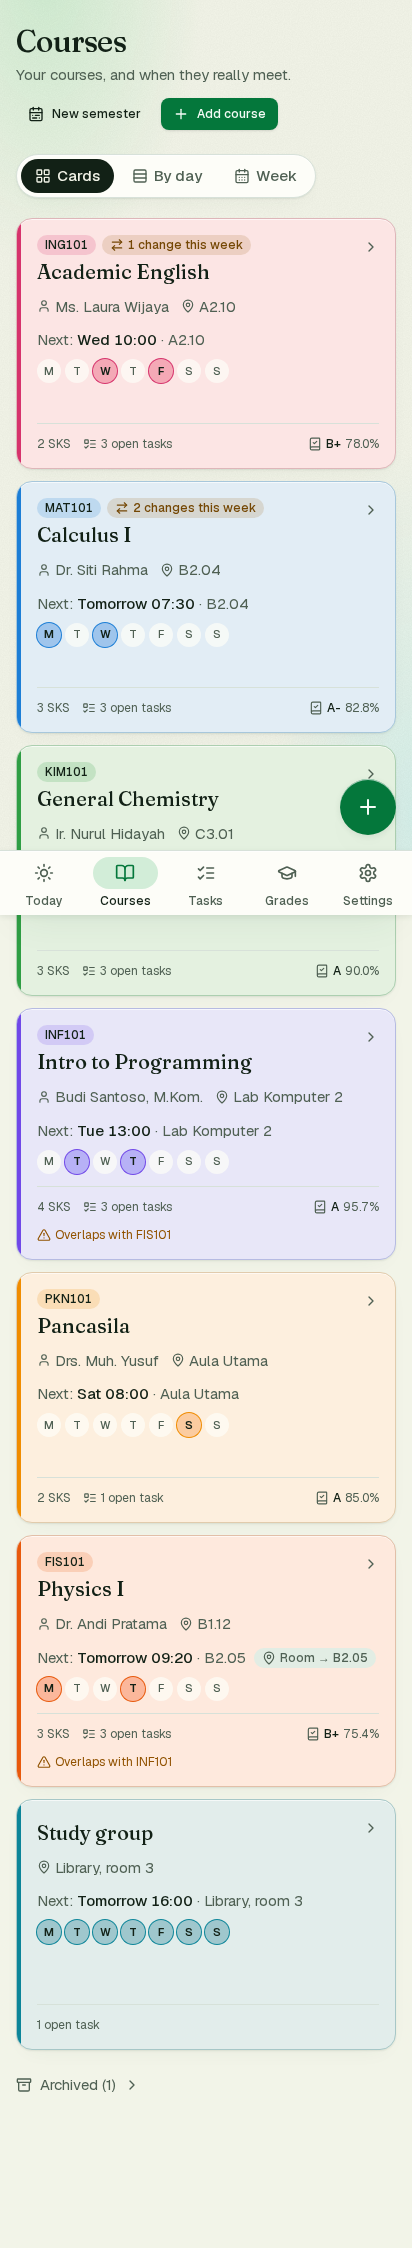 Courses
Your courses, and when they really meet.
New semester
Add course
Cards
By day
Week
ING101
1 change this week
Academic English
Ms. Laura Wijaya A2.10
Next: Wed 10:00 · A2.10
M T W T F S S
2 SKS 3 open tasks B+ 78.0%
MAT101
2 changes this week
Calculus I
Dr. Siti Rahma B2.04
Next: Tomorrow 07:30 · B2.04
M T W T F S S
3 SKS 3 open tasks A- 82.8%
KIM101
General Chemistry
Ir. Nurul Hidayah C3.01
Today Courses Tasks Grades Settings
3 SKS 3 open tasks A 90.0%
INF101
Intro to Programming
Budi Santoso, M.Kom. Lab Komputer 2
Next: Tue 13:00 · Lab Komputer 2
M T W T F S S
4 SKS 3 open tasks A 95.7%
Overlaps with FIS101
PKN101
Pancasila
Drs. Muh. Yusuf Aula Utama
Next: Sat 08:00 · Aula Utama
M T W T F S S
2 SKS 1 open task A 85.0%
FIS101
Physics I
Dr. Andi Pratama B1.12
Next: Tomorrow 09:20 · B2.05 Room → B2.05
M T W T F S S
3 SKS 3 open tasks B+ 75.4%
Overlaps with INF101
Study group
Library, room 3
Next: Tomorrow 16:00 · Library, room 3
M T W T F S S
1 open task
Archived (1)